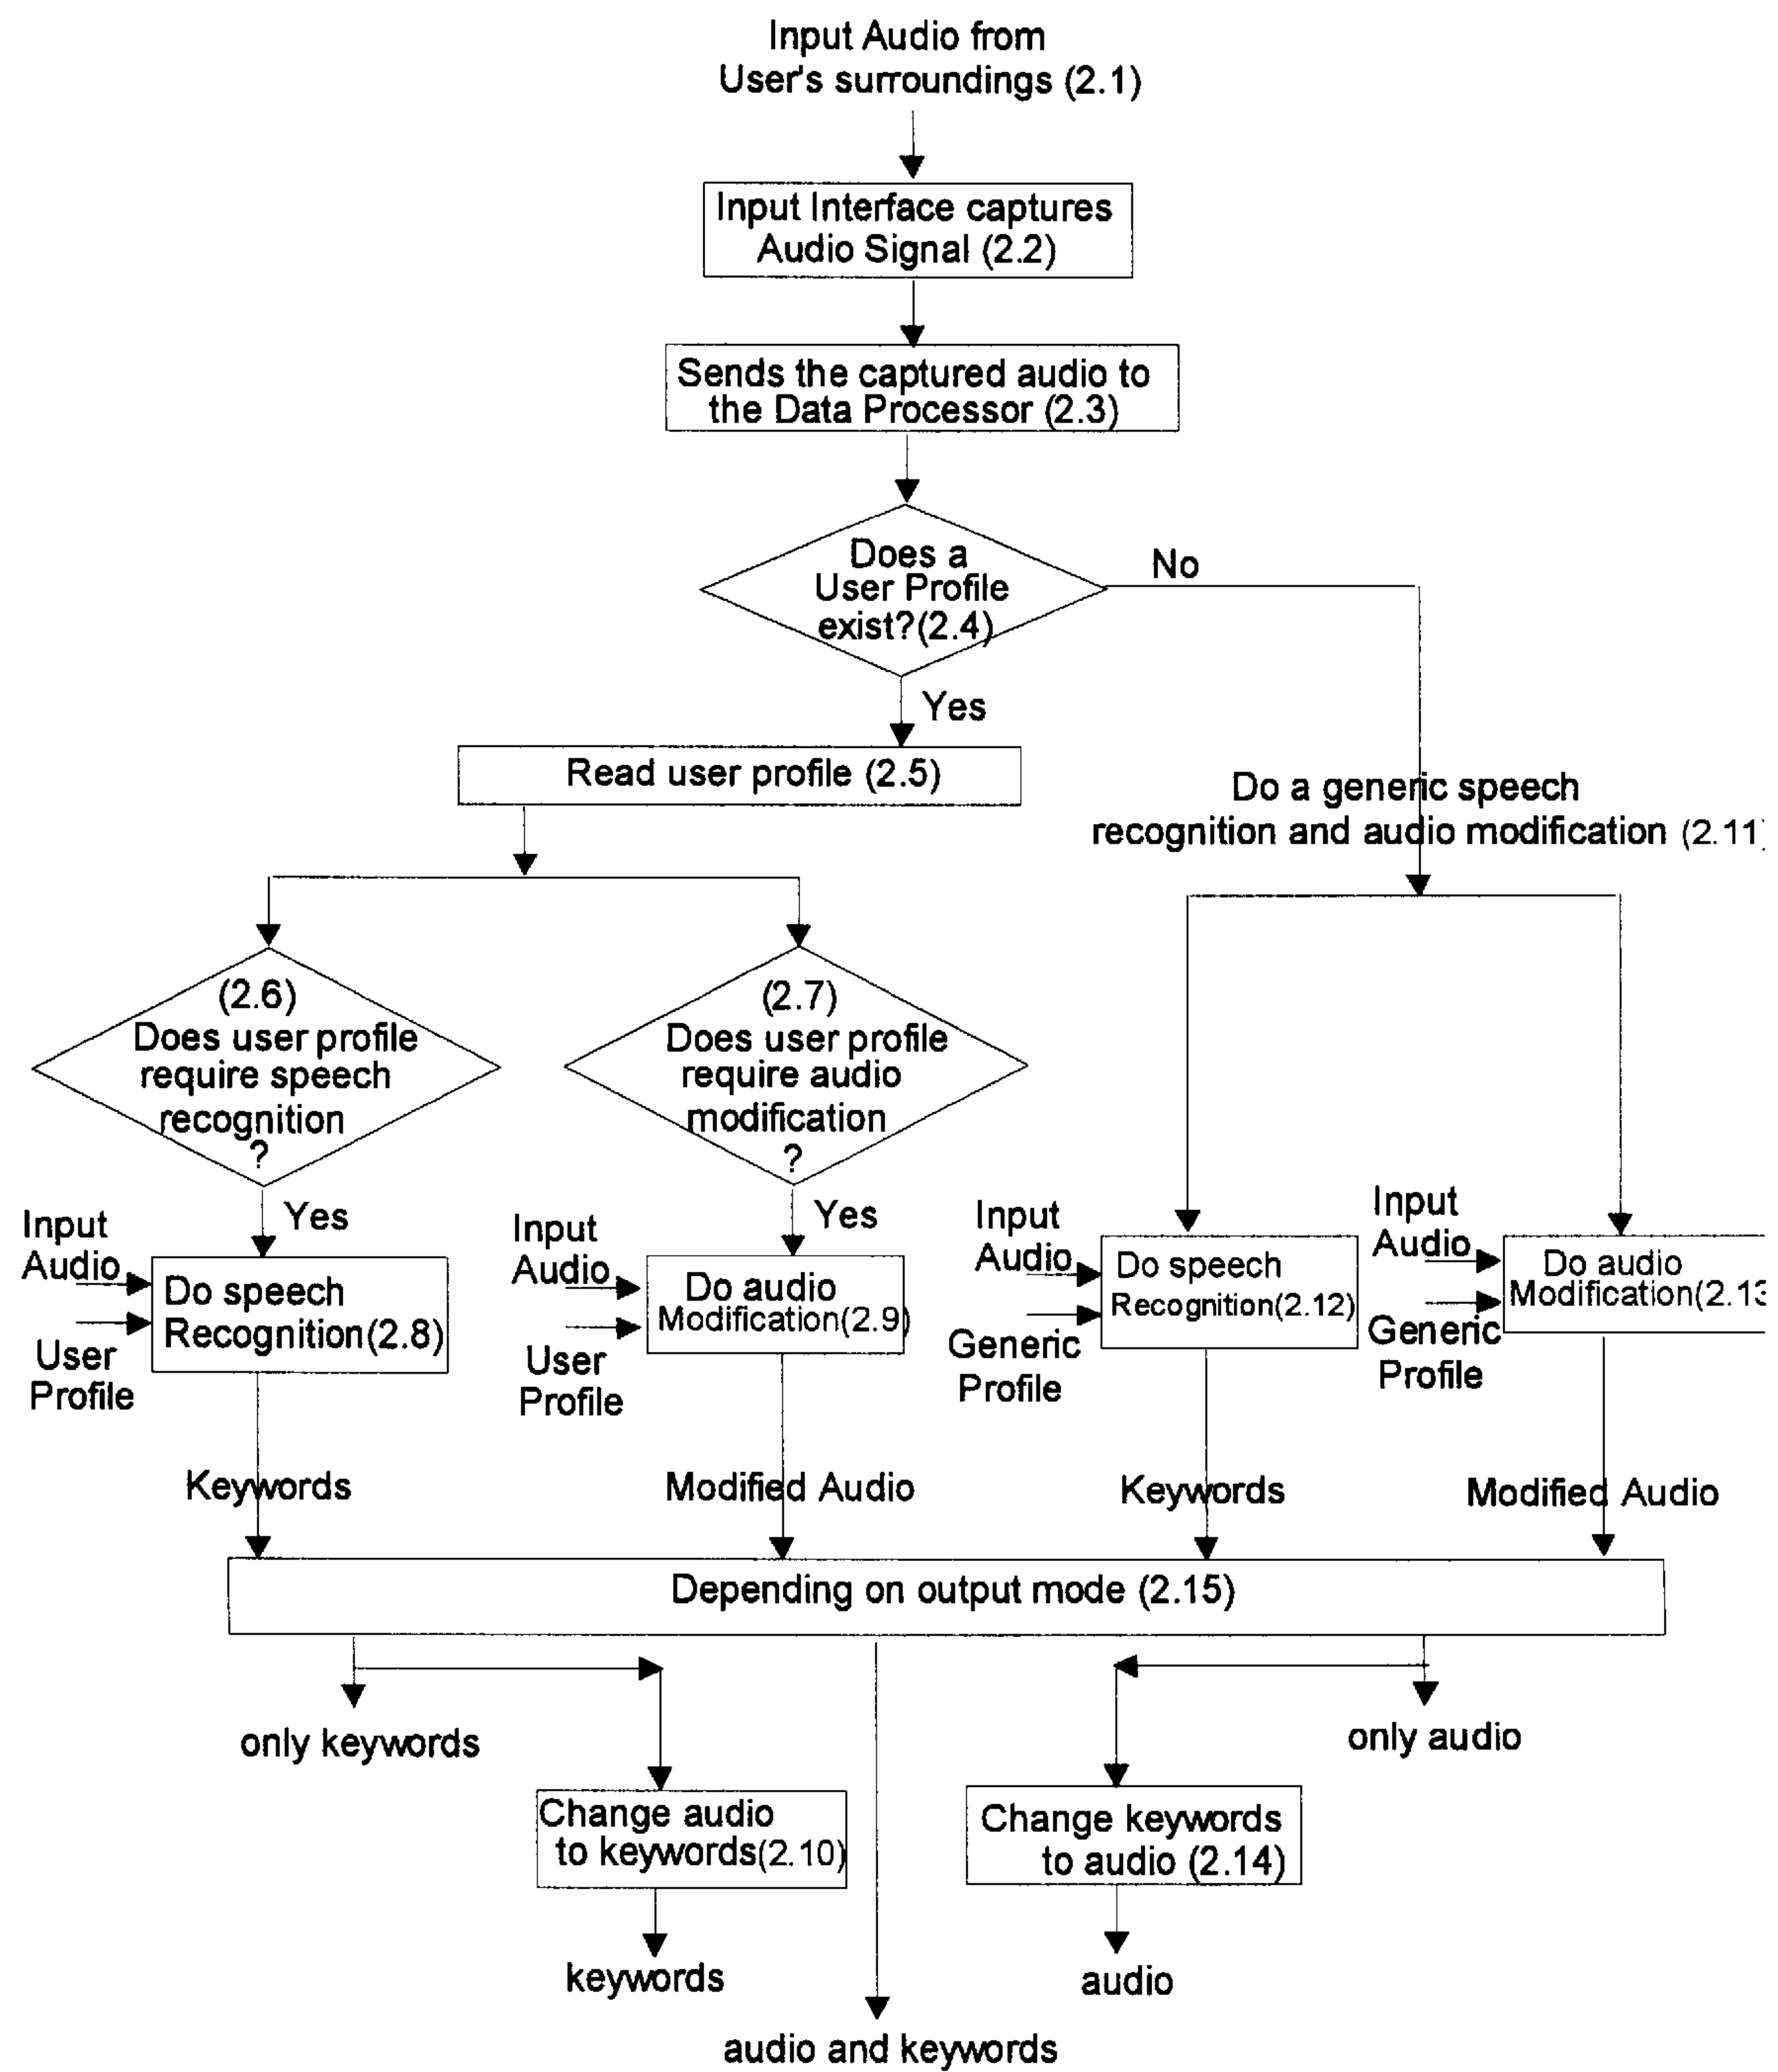 Input Audio from
User's surroundings (2.1)
Input Interface captures
Audio Signal (2.2)
Sends the captured audio to
the Data Processor (2.3)
Does a
User Profile
exist?(2.4)
No
Yes
Read user profile (2.5)
Do a generic speech
recognition and audio modification (2.11)
(2.6)
Does user profile
require speech
recognition
?
(2.7)
Does user profile
require audio
modification
?
Yes
Input
Audio
Do speech
Recognition(2.8)
User
Profile
Yes
Input
Audio
Do audio
Modification(2.9)
User
Profile
Input
Audio
Do speech
Recognition(2.12)
Generic
Profile
Input
Audio
Do audio
Modification(2.13
Generic
Profile
Keywords
Modified Audio
Keywords
Modified Audio
Depending on output mode (2.15)
only keywords
only audio
Change audio
to keywords(2.10)
Change keywords
to audio (2.14)
keywords
audio
audio and keywords